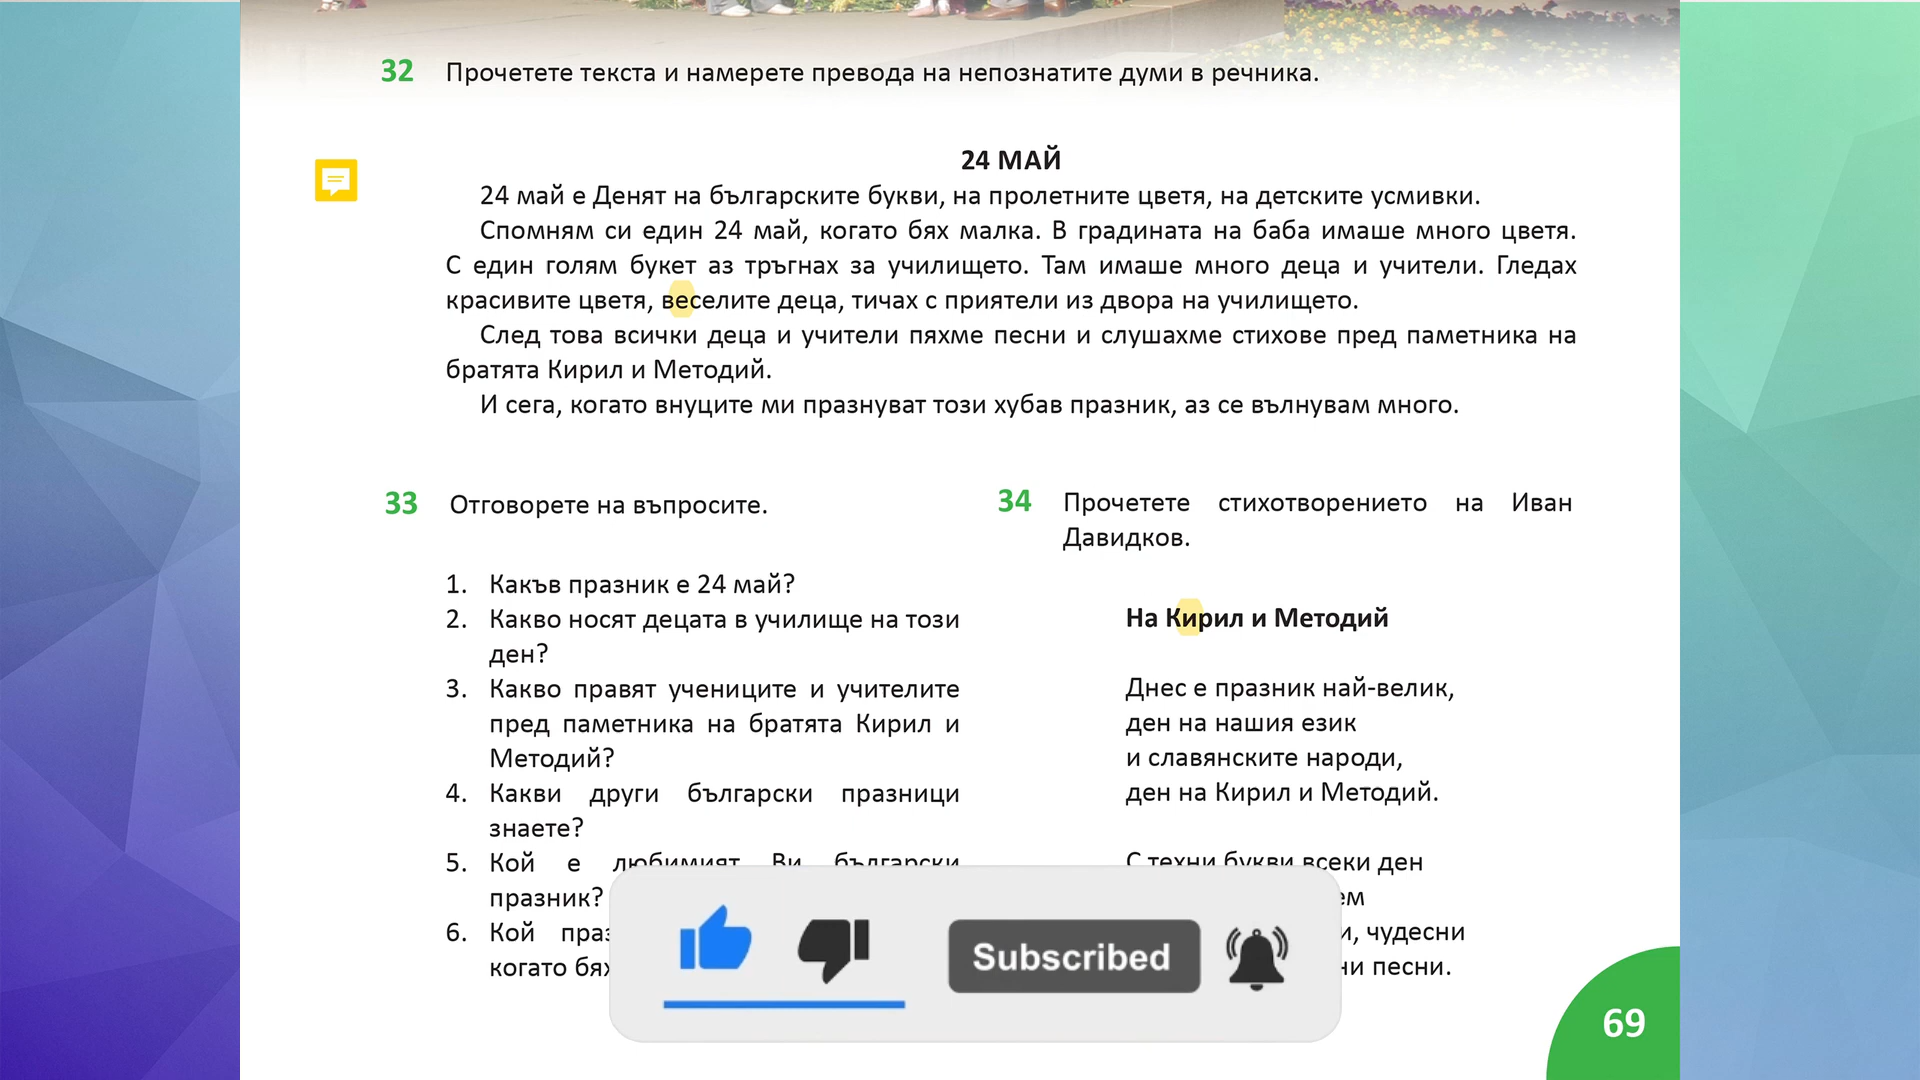 32 Прочетете текста и намерете превода на непознатите думи в речника.
24 МАЙ
24 май е Денят на българските букви, на пролетните цветя, на детските усмивки.
Спомням си един 24 май, когато бях малка. В градината на баба имаше много цветя.
С един голям букет аз тръгнах за училището. Там имаше много деца и учители. Гледах
красивите цветя, веселите деца, тичах с приятели из двора на училището.
След това всички деца и учители пяхме песни и слушахме стихове пред паметника на
братята Кирил и Методий.
И сега, когато внуците ми празнуват този хубав празник, аз се вълнувам много.
33 Отговорете на въпросите.
1. Какъв празник е 24 май?
2. Какво носят децата в училище на този
ден?
3. Какво правят учениците и учителите
пред паметника на братята Кирил и
Методий?
4. Какви други български празници
знаете?
5. Кой е любимият Ви български
празник?
6. Кой
когато
34 Прочетете стихотворението на Иван
Давидков.
На Кирил и Методий
Днес е празник най-велик,
ден на нашия език
и славянските народи,
ден на Кирил и Методий.
С техни букви всеки ден
чудесни
песни.
Subscribed
69